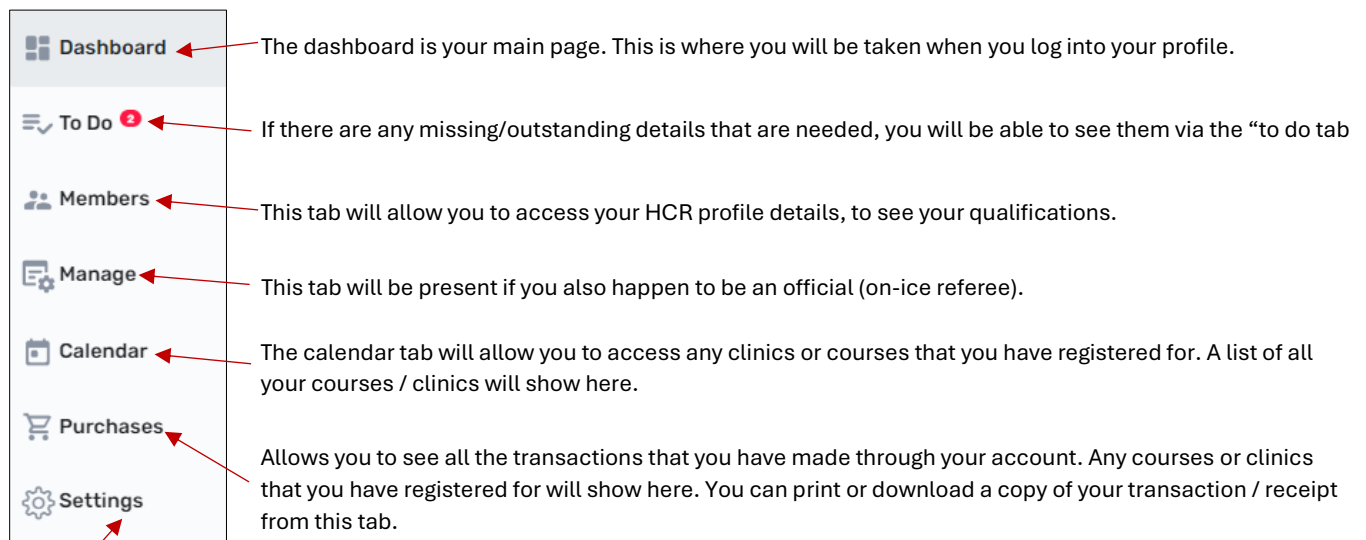 Dashboard
The dashboard is your main page. This is where you will be taken when you log into your profile.
To Do 2
If there are any missing/outstanding details that are needed, you will be able to see them via the “to do tab
Members
This tab will allow you to access your HCR profile details, to see your qualifications.
Manage
This tab will be present if you also happen to be an official (on-ice referee).
Calendar
The calendar tab will allow you to access any clinics or courses that you have registered for. A list of all
your courses / clinics will show here.
Purchases
Allows you to see all the transactions that you have made through your account. Any courses or clinics
that you have registered for will show here. You can print or download a copy of your transaction / receipt
from this tab.
Settings